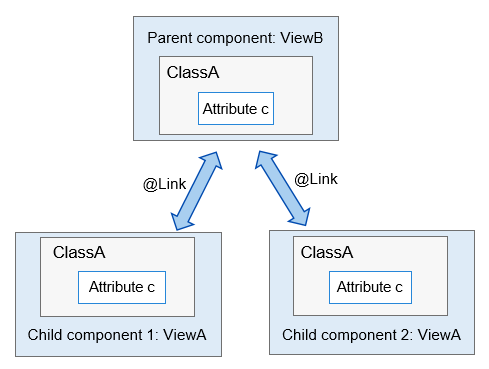 Parent component: ViewB
ClassA
Attribute c
@Link
@Link
ClassA
Attribute c
Child component 1: ViewA
ClassA
Attribute c
Child component 2: ViewA